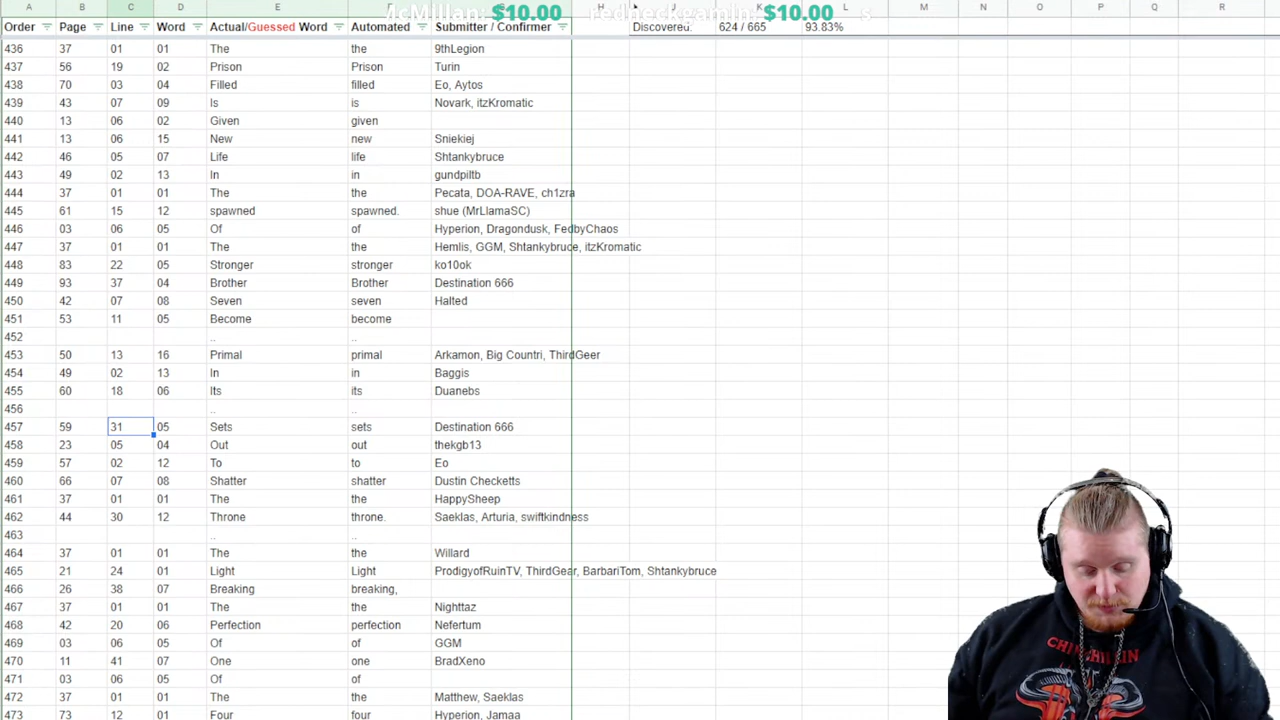 A B C D E F G H I J K L M N O P Q R
McMillan: $10.00 redheckgamin: $10.00 s
Order Page Line Word Actual/Guessed Word Automated Submitter / Confirmer Discovered: 624 / 665 93.83%
436 37 01 01 The the 9thLegion
437 56 19 02 Prison Prison Turin
438 70 03 04 Filled filled Eo, Aytos
439 43 07 09 Is is Novark, itzKromatic
440 13 06 02 Given given
441 13 06 15 New new Sniekiej
442 46 05 07 Life life Shtankybruce
443 49 02 13 In in gundpiltb
444 37 01 01 The the Pecata, DOA-RAVE, ch1zra
445 61 15 12 spawned spawned. shue (MrLlamaSC)
446 03 06 05 Of of Hyperion, Dragondusk, FedbyChaos
447 37 01 01 The the Hemlis, GGM, Shtankybruce, itzKromatic
448 83 22 05 Stronger stronger ko10ok
449 93 37 04 Brother Brother Destination 666
450 42 07 08 Seven seven Halted
451 53 11 05 Become become
452 .. ..
453 50 13 16 Primal primal Arkamon, Big Countri, ThirdGeer
454 49 02 13 In in Baggis
455 60 18 06 Its its Duanebs
456 .. ..
457 59 31 05 Sets sets Destination 666
458 23 05 04 Out out thekgb13
459 57 02 12 To to Eo
460 66 07 08 Shatter shatter Dustin Checketts
461 37 01 01 The the HappySheep
462 44 30 12 Throne throne. Saeklas, Arturia, swiftkindness
463 .. ..
464 37 01 01 The the Willard
465 21 24 01 Light Light ProdigyofRuinTV, ThirdGear, BarbariTom, Shtankybruce
466 26 38 07 Breaking breaking,
467 37 01 01 The the Nighttaz
468 42 20 06 Perfection perfection Nefertum
469 03 06 05 Of of GGM
470 11 41 07 One one BradXeno
471 03 06 05 Of of
472 37 01 01 The the Matthew, Saeklas
473 73 12 01 Four four Hyperion, Jamaa